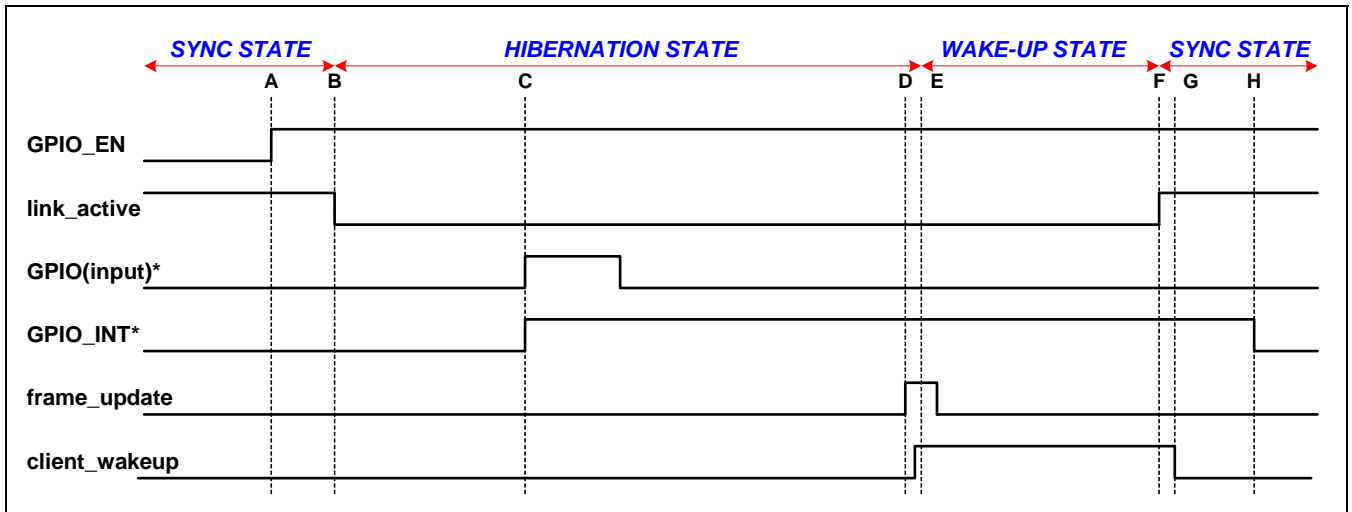 SYNC STATE HIBERNATION STATE WAKE-UP STATE SYNC STATE
A B C D E F G H
GPIO_EN
link_active
GPIO(input)*
GPIO_INT*
frame_update
client_wakeup